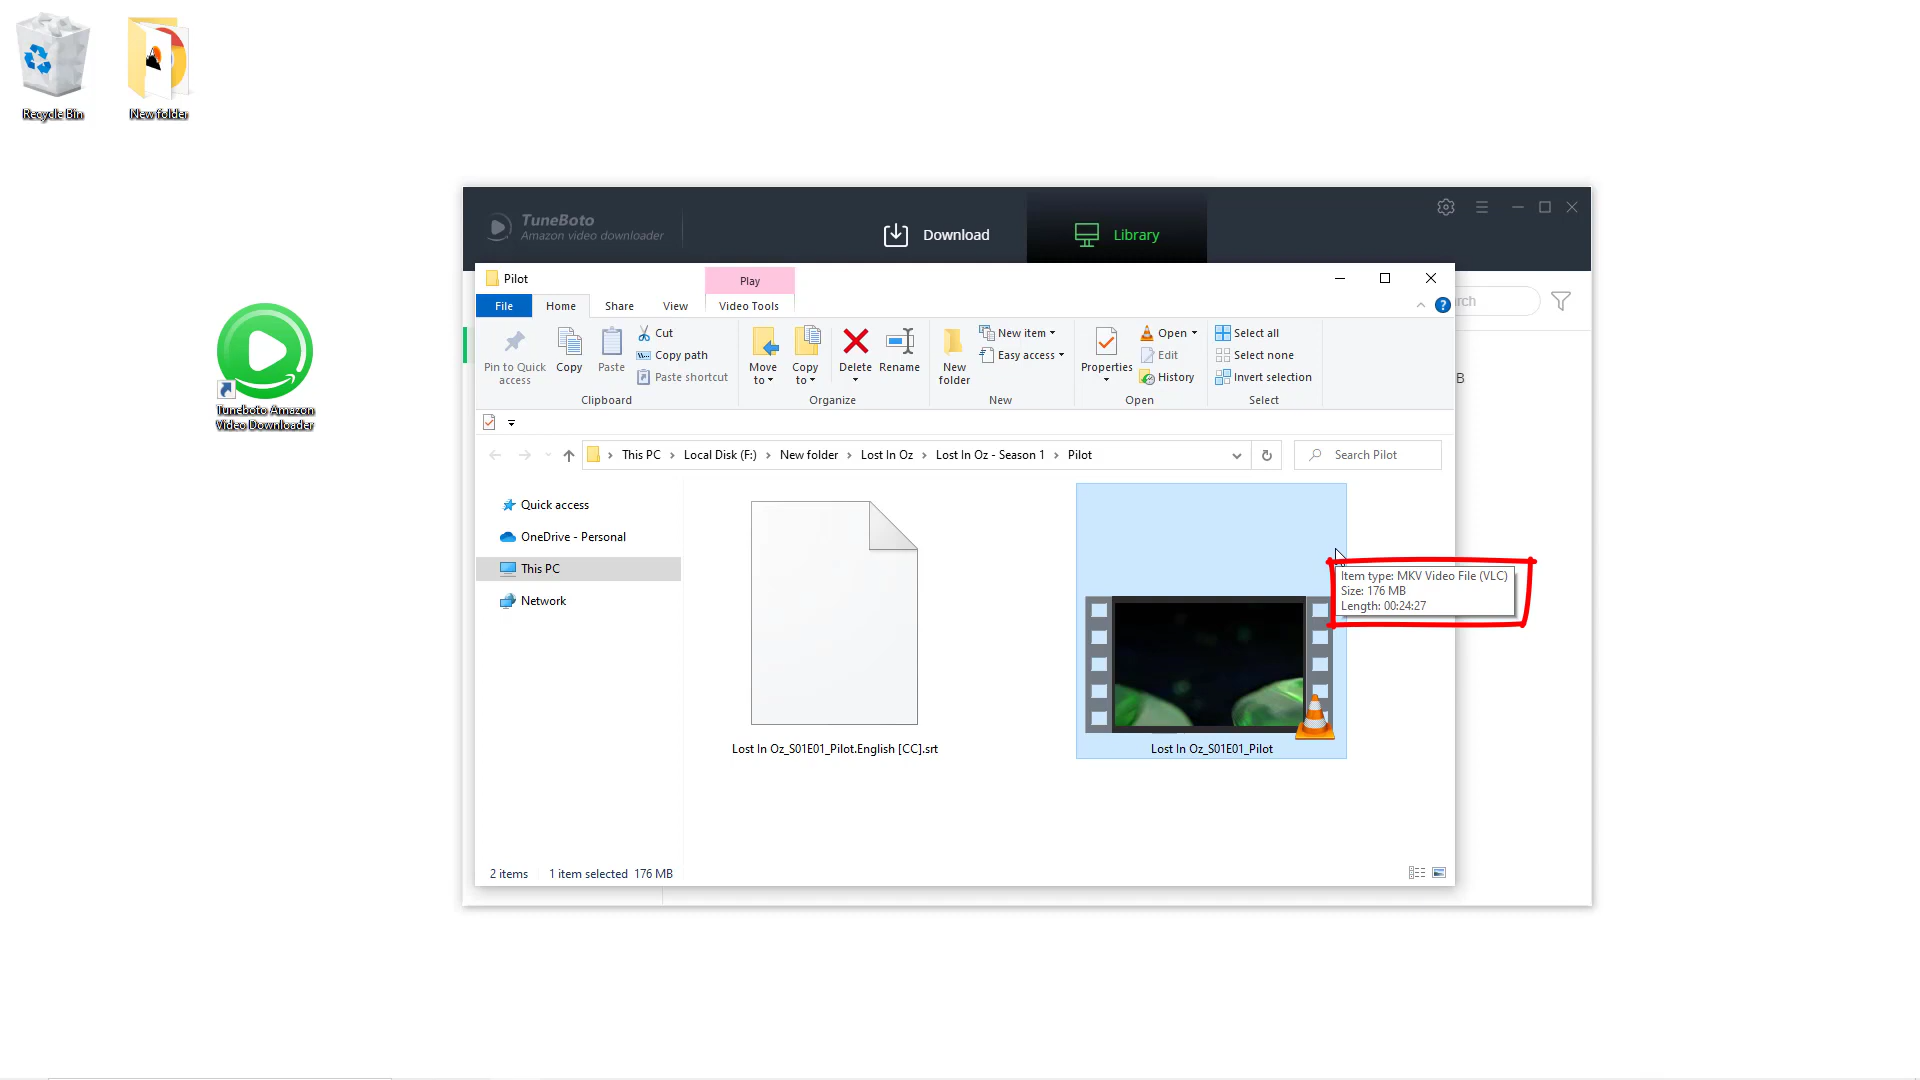 Recycle Bin
New folder
Tuneboto Amazon
Video Downloader
TuneBoto
Amazon video downloader
Download
Library
rch
B
Pilot
Play
File
Home
Share
View
Video Tools
Pin to Quick
access
Copy
Paste
Cut
Copy path
Paste shortcut
Clipboard
Move
to
Copy
to
Delete
Rename
Organize
New
folder
New item
Easy access
New
Properties
Open
Edit
History
Open
Select all
Select none
Invert selection
Select
This PC
Local Disk (F:)
New folder
Lost In Oz
Lost In Oz - Season 1
Pilot
Search Pilot
Quick access
OneDrive - Personal
This PC
Network
Lost In Oz_S01E01_Pilot.English [CC].srt
Lost In Oz_S01E01_Pilot
Item type: MKV Video File (VLC)
Size: 176 MB
Length: 00:24:27
2 items
1 item selected 176 MB